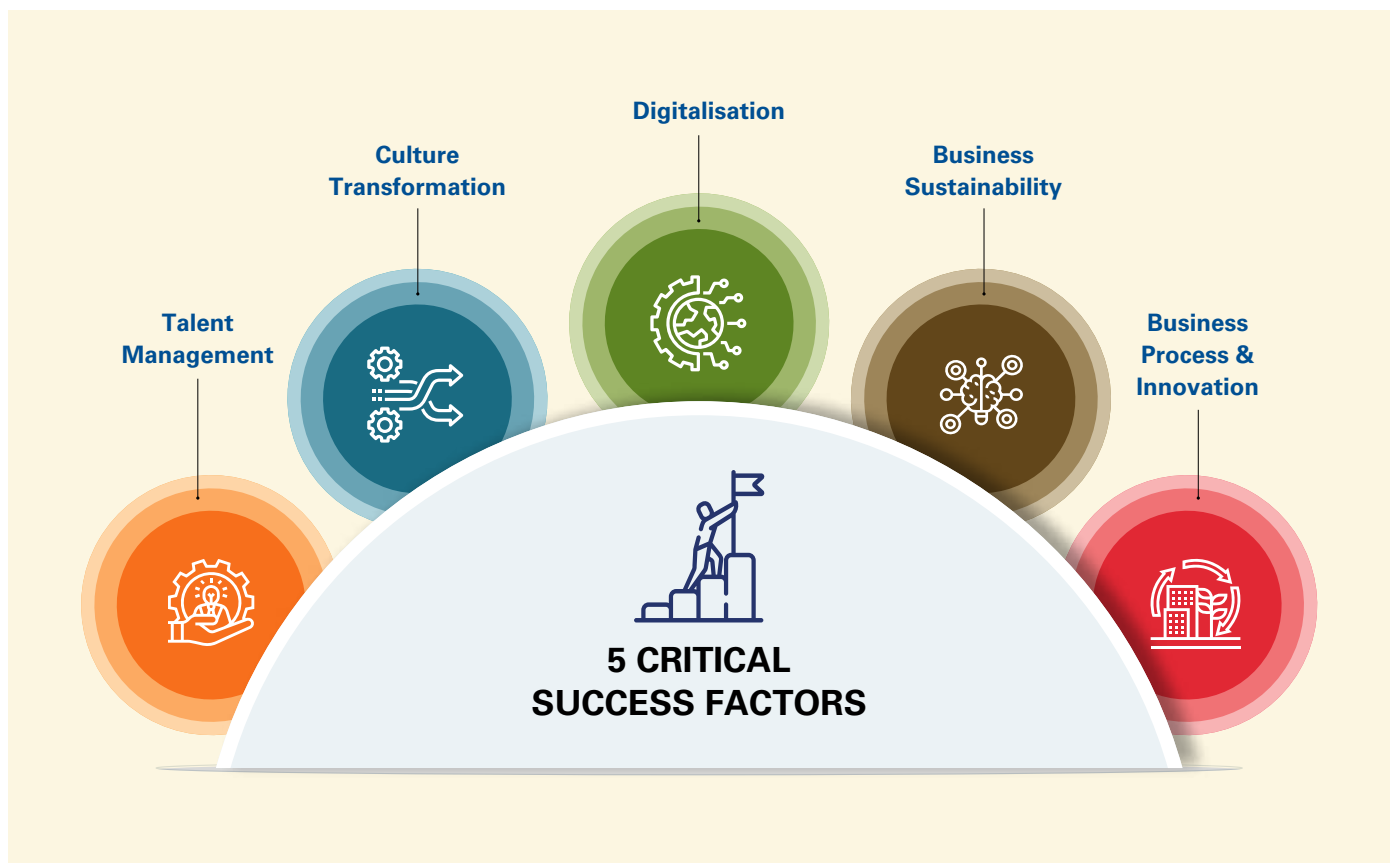 Talent
Management
Culture
Transformation
Digitalisation
Business
Sustainability
Business
Process &
Innovation
5 CRITICAL
SUCCESS FACTORS